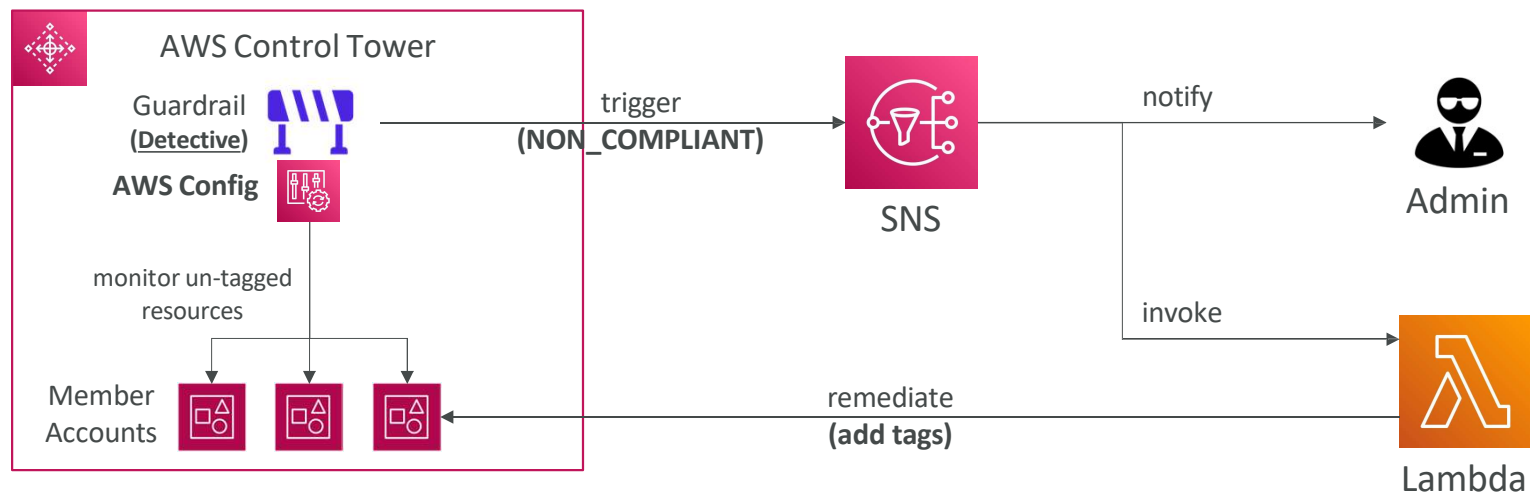 AWS Control Tower
Guardrail
(Detective)
AWS Config
monitor un-tagged
resources
Member
Accounts
trigger
(NON_COMPLIANT)
SNS
notify
Admin
invoke
Lambda
remediate
(add tags)